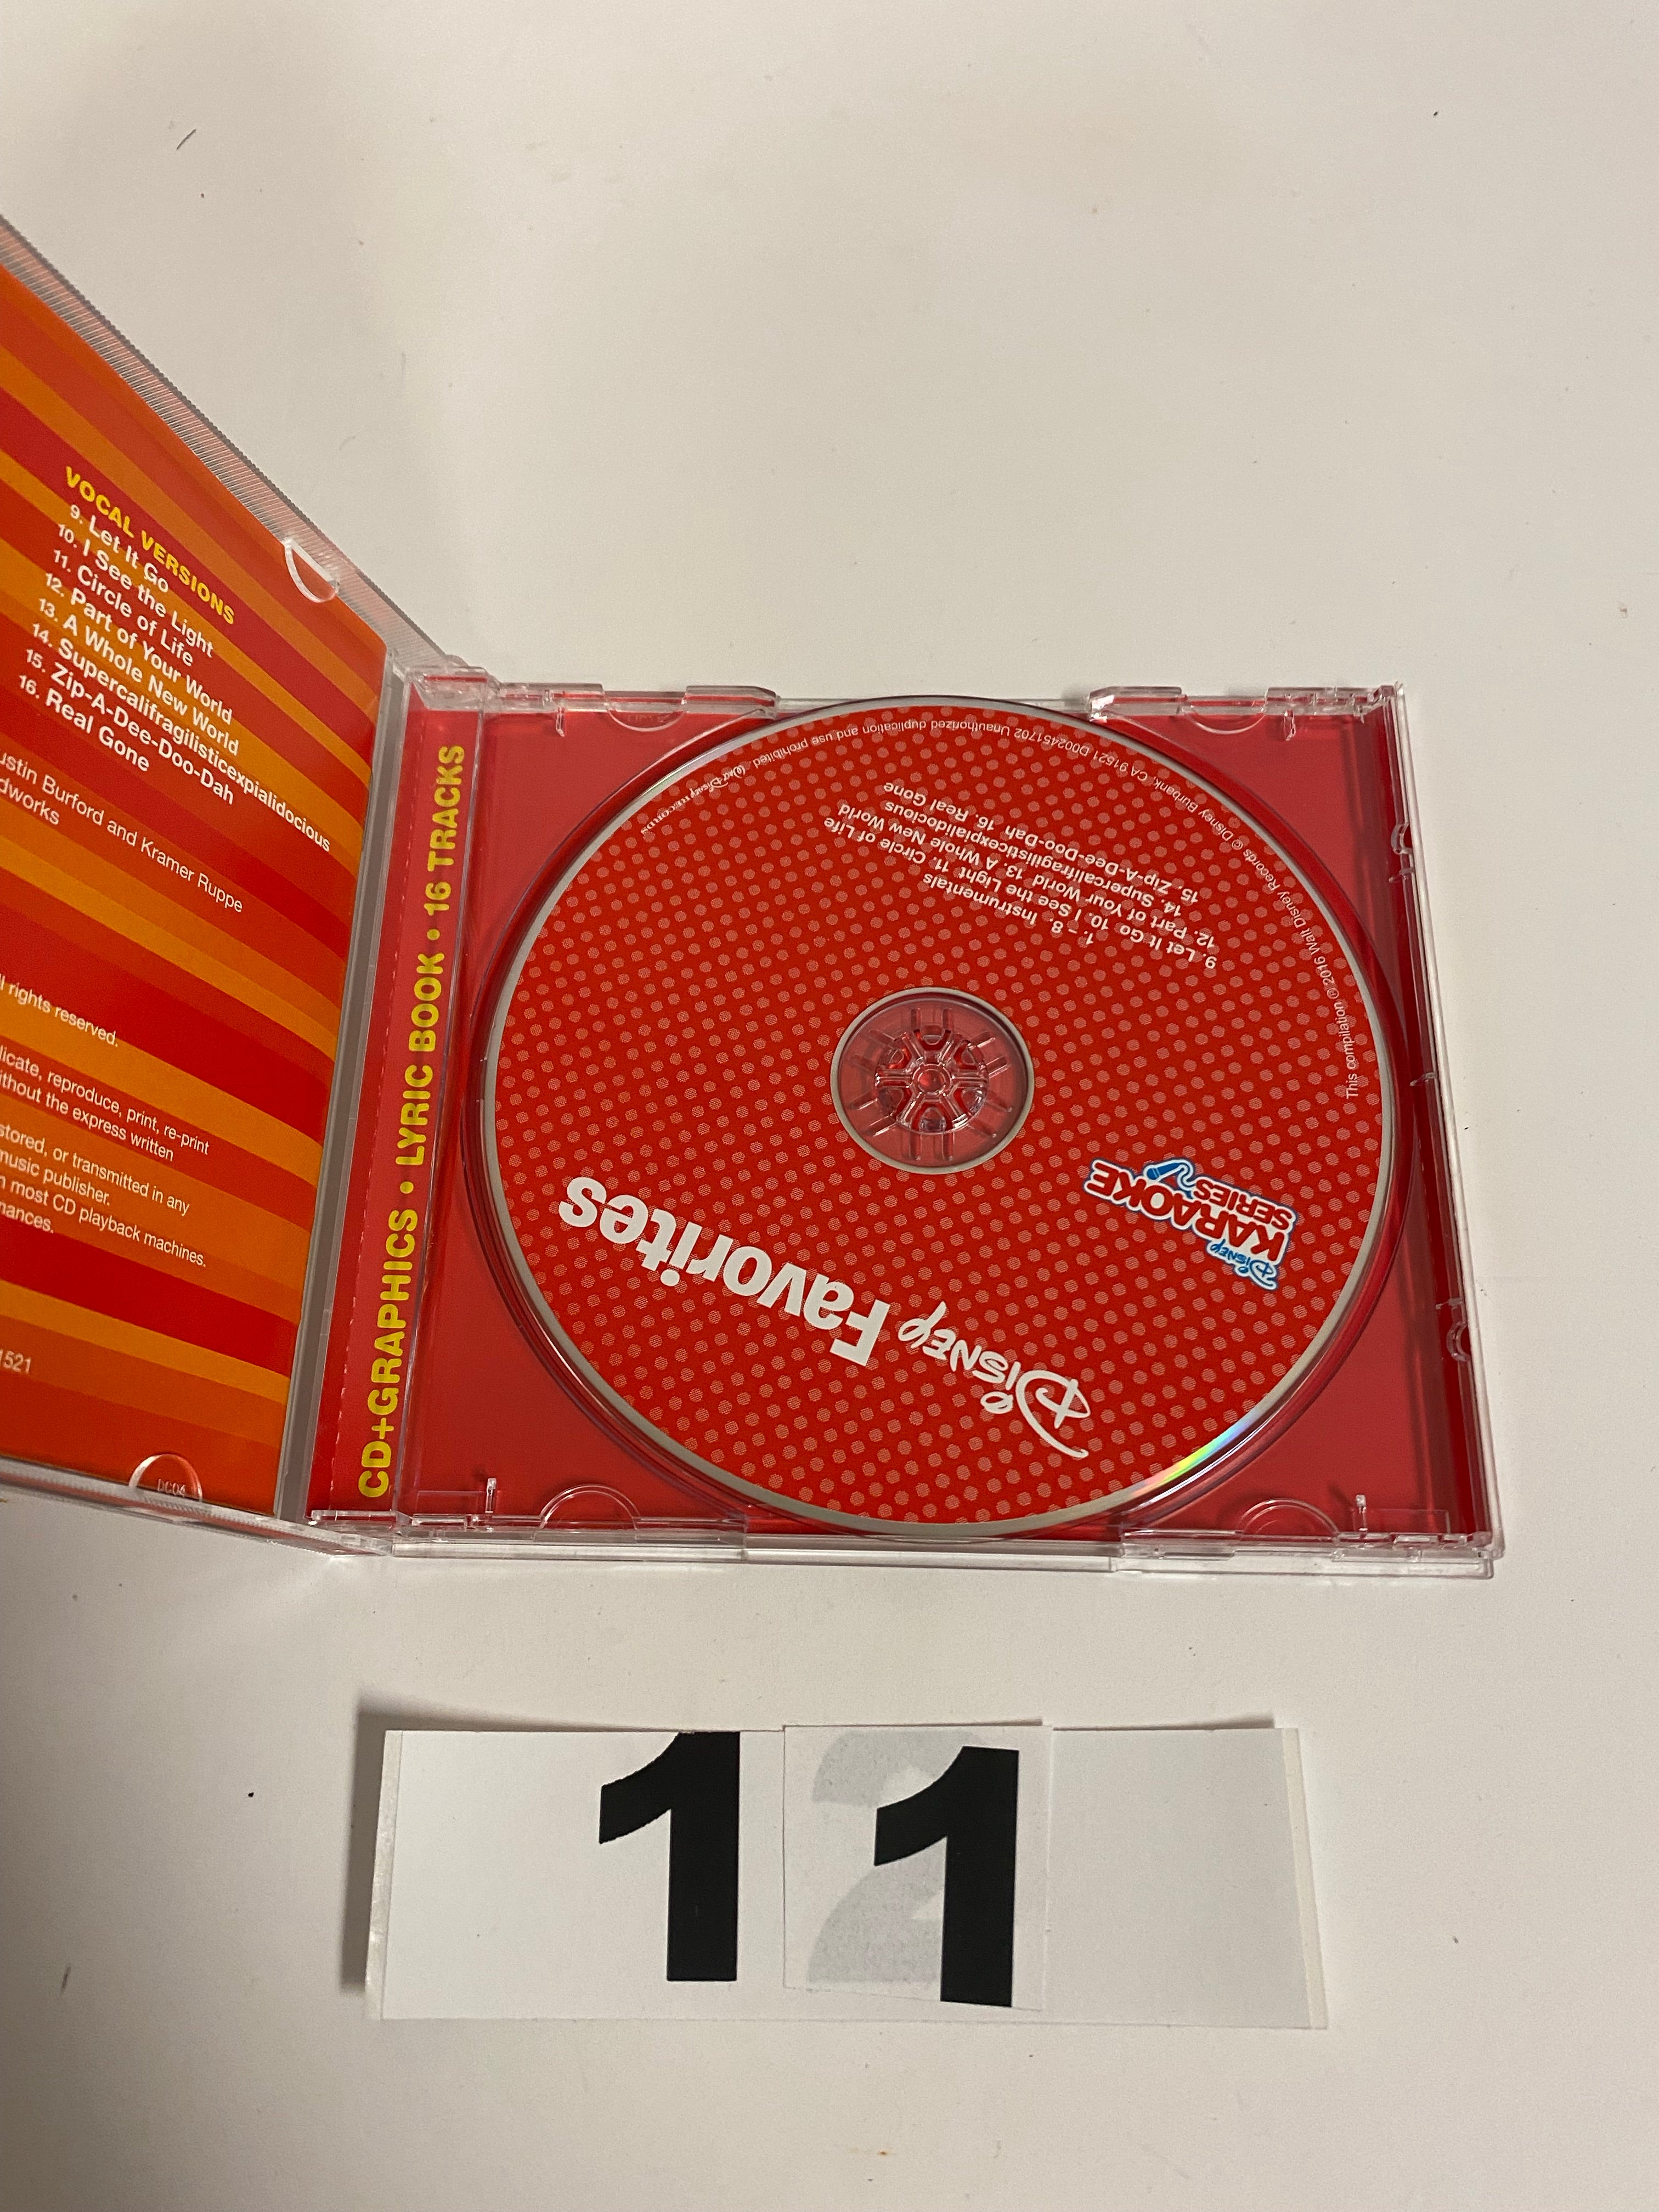 VOCAL VERSIONS
9. Let It Go
10. I See the Light
11. Circle of Life
12. Part of Your World
13. A Whole New World
14. Supercalifragilisticexpialidocious
15. Zip-A-Dee-Doo-Dah
16. Real Gone
ustin Burford and Kramer Ruppe
dworks
ll rights reserved.
licate, reproduce, print, re-print
ithout the express written
stored, or transmitted in any
music publisher.
n most CD playback machines.
mances.
1521
CD+GRAPHICS • LYRIC BOOK • 16 TRACKS
Disney Favorites
Disney
KARAOKE
SERIES
1. – 8. Instrumentals
9. Let It Go 10. I See the Light 11. Circle of Life
12. Part of Your World 13. A Whole New World
14. Supercalifragilisticexpialidocious
15. Zip-A-Dee-Doo-Dah 16. Real Gone
This compilation ℗ 2016 Walt Disney Records © Disney Burbank, CA 91521 D002451702 Unauthorized duplication and use prohibited.
Walt Disney RECORDS
1 1
2